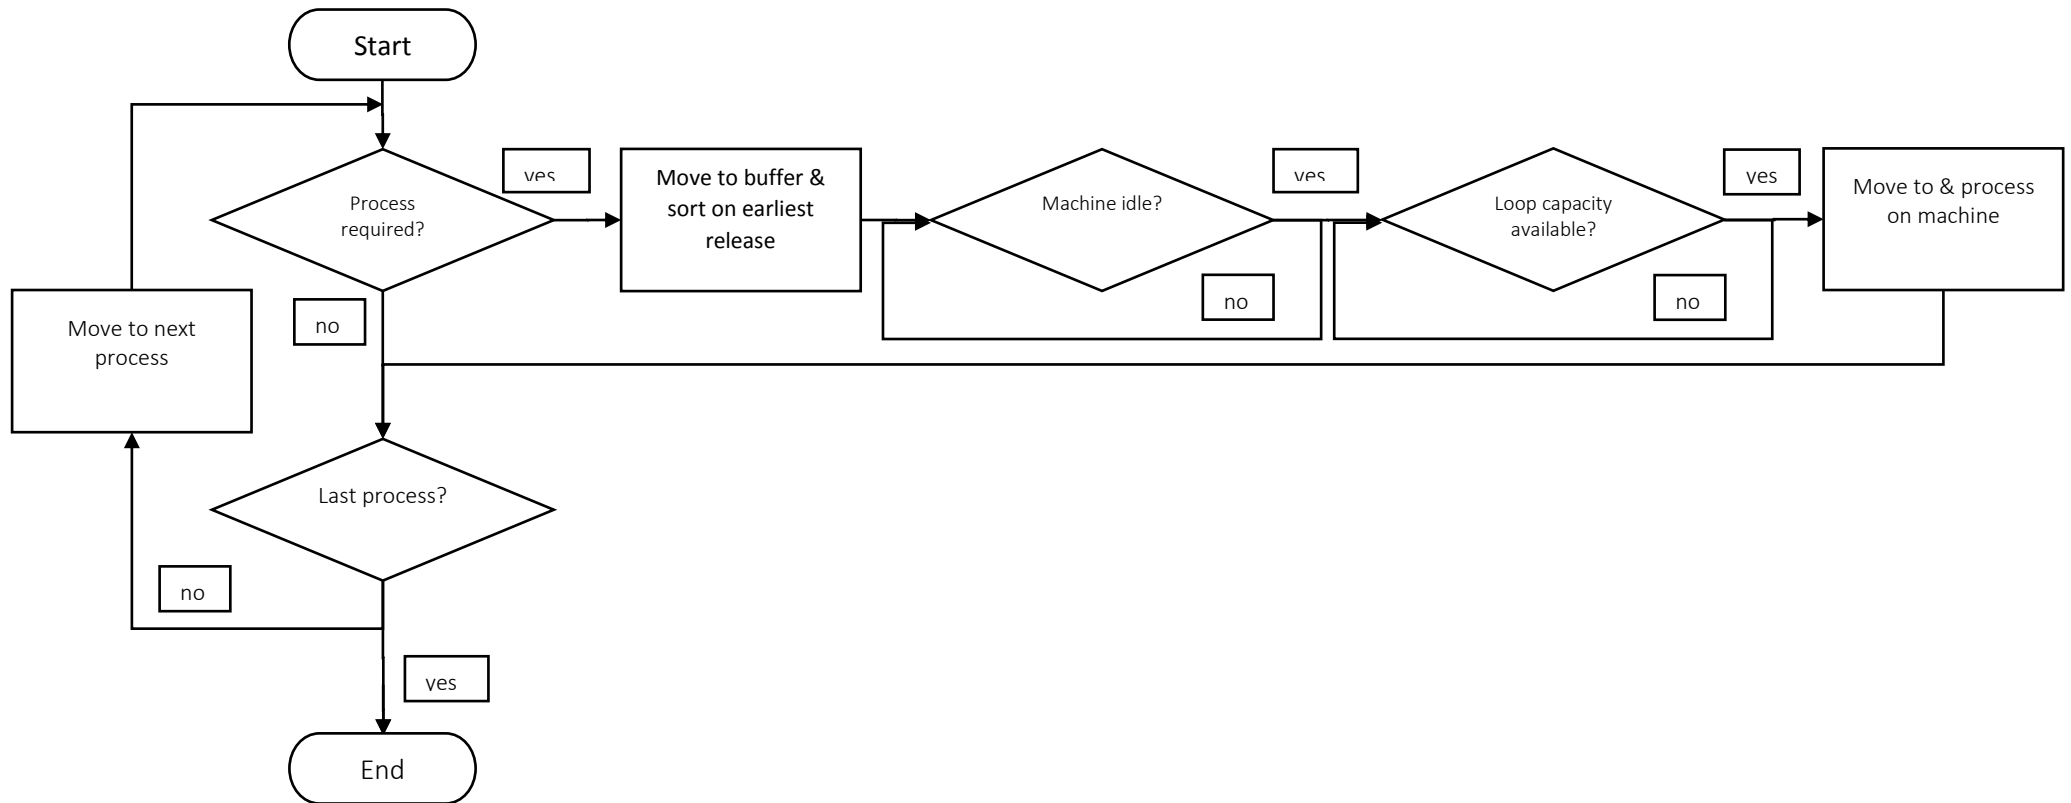 Start
Process
required?
yes
Move to buffer &
sort on earliest
release
Machine idle?
yes
Loop capacity
available?
yes
Move to & process
on machine
no
no
no
Move to next
process
Last process?
no
yes
End